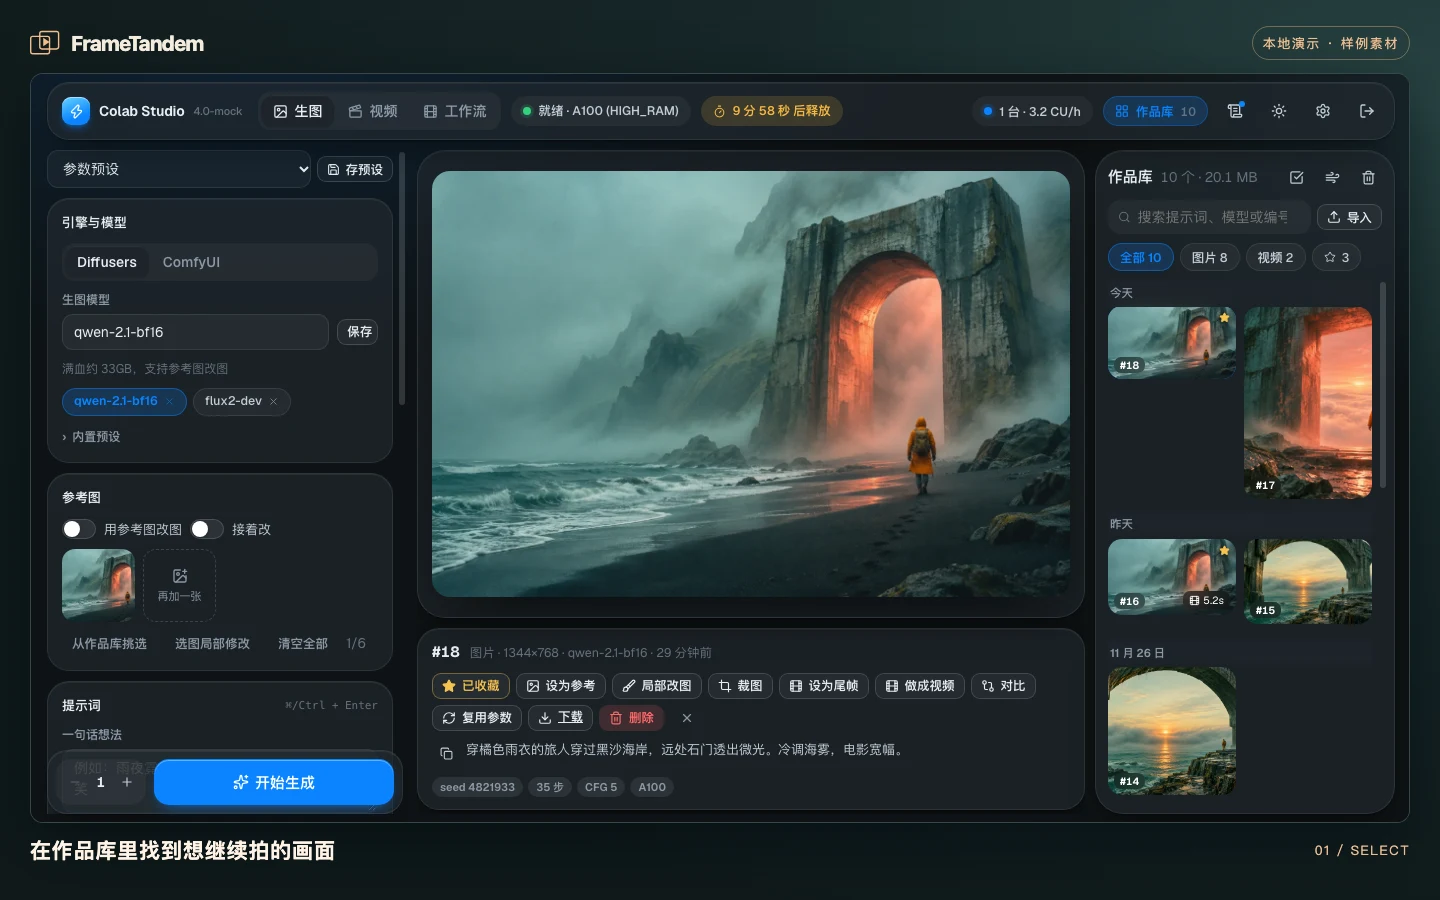 FrameTandem
本地演示 · 样例素材
Colab Studio 4.0-mock
生图
视频
工作流
就绪 · A100 (HIGH_RAM)
9 分 58 秒 后释放
1 台 · 3.2 CU/h
作品库 10
参数预设
存预设
引擎与模型
Diffusers
ComfyUI
生图模型
qwen-2.1-bf16
保存
满血约 33GB，支持参考图改图
qwen-2.1-bf16 ×
flux2-dev ×
› 内置预设
参考图
用参考图改图
接着改
再加一张
从作品库挑选
选图局部修改
清空全部
1/6
提示词
⌘/Ctrl + Enter
一句话想法
例如：雨夜
− 1 +
开始生成
#18 图片 · 1344×768 · qwen-2.1-bf16 · 29 分钟前
已收藏
设为参考
局部改图
裁图
设为尾帧
做成视频
对比
复用参数
下载
删除
×
穿橘色雨衣的旅人穿过黑沙海岸，远处石门透出微光。冷调海雾，电影宽幅。
seed 4821933
35 步
CFG 5
A100
作品库 10 个 · 20.1 MB
搜索提示词、模型或编号
导入
全部 10
图片 8
视频 2
3
今天
#18
#17
昨天
#16
5.2s
#15
11 月 26 日
#14
在作品库里找到想继续拍的画面
01 / SELECT